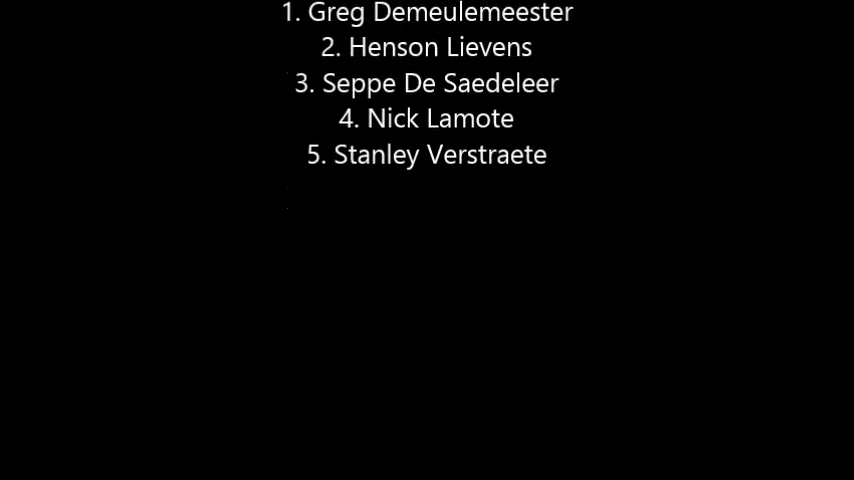 1. Greg Demeulemeester
2. Henson Lievens
3. Seppe De Saedeleer
4. Nick Lamote
5. Stanley Verstraete